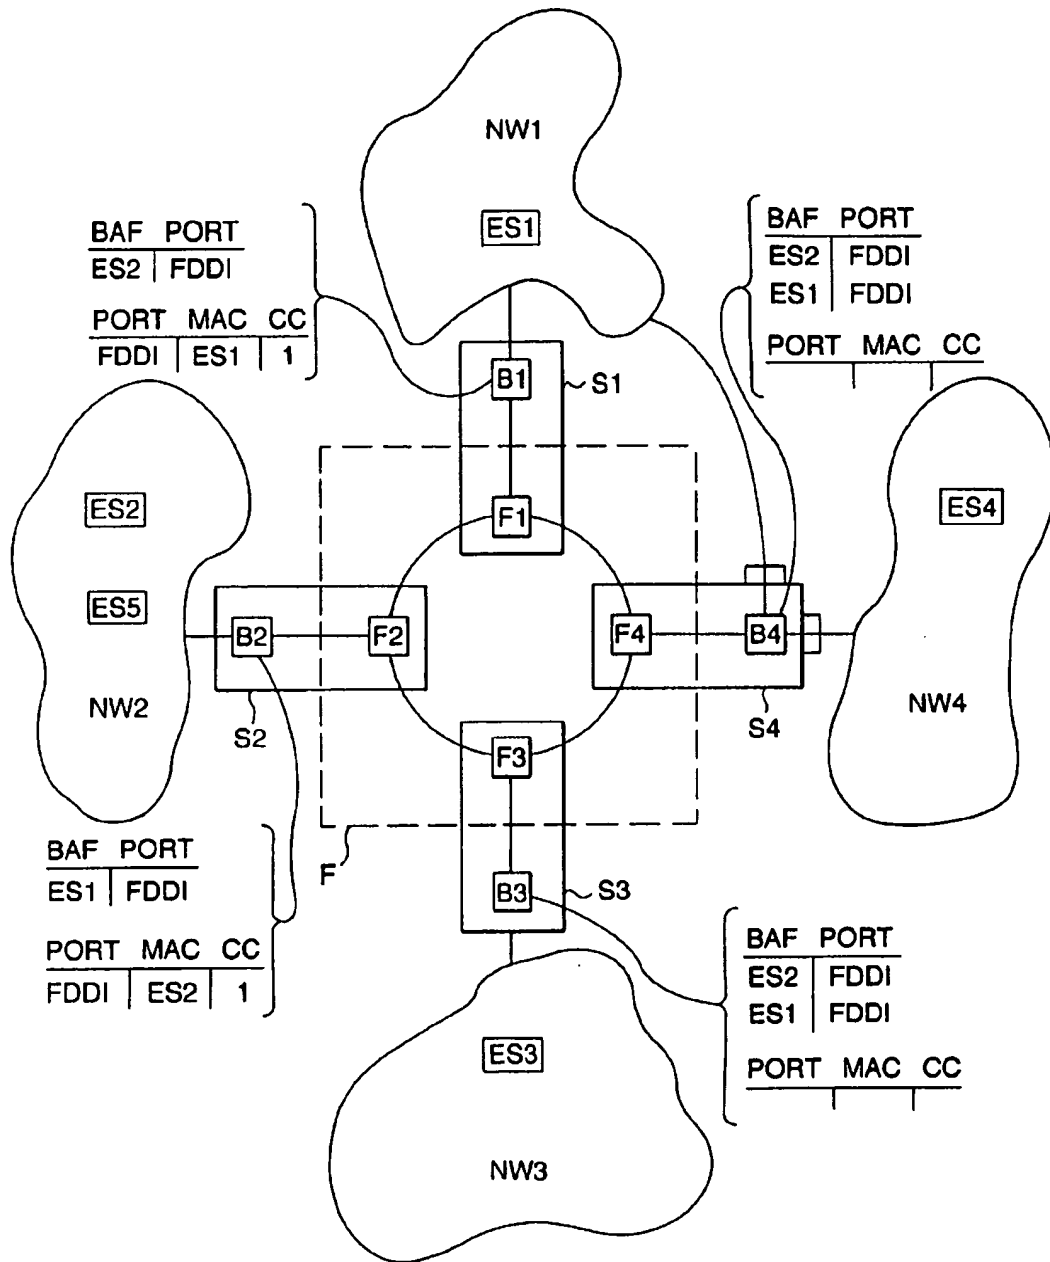 NW1
ES1
BAF PORT
ES2 FDDI
PORT MAC CC
FDDI ES1 1
BAF PORT
ES2 FDDI
ES1 FDDI
PORT MAC CC
B1
S1
F1
ES2
ES5
NW2
B2
F2
S2
F4
B4
S4
ES4
NW4
F3
F
B3
S3
BAF PORT
ES1 FDDI
PORT MAC CC
FDDI ES2 1
BAF PORT
ES2 FDDI
ES1 FDDI
PORT MAC CC
ES3
NW3